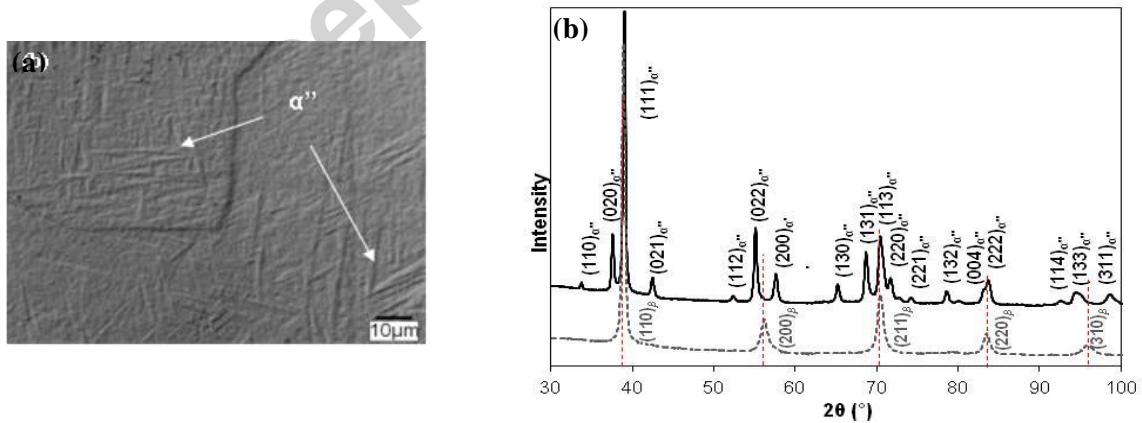 ep
(a)
α’’
10μm
(b)
Intensity
(110)α"
(020)α"
(111)α"
(021)α"
(112)α"
(022)α"
(200)α"
(130)α"
(131)α"
(113)α"
(220)α"
(221)α"
(132)α"
(004)α"
(222)α"
(114)α"
(133)α"
(311)α"
(110)β
(200)β
(211)β
(220)β
(310)β
30 40 50 60 70 80 90 100
2θ (°)